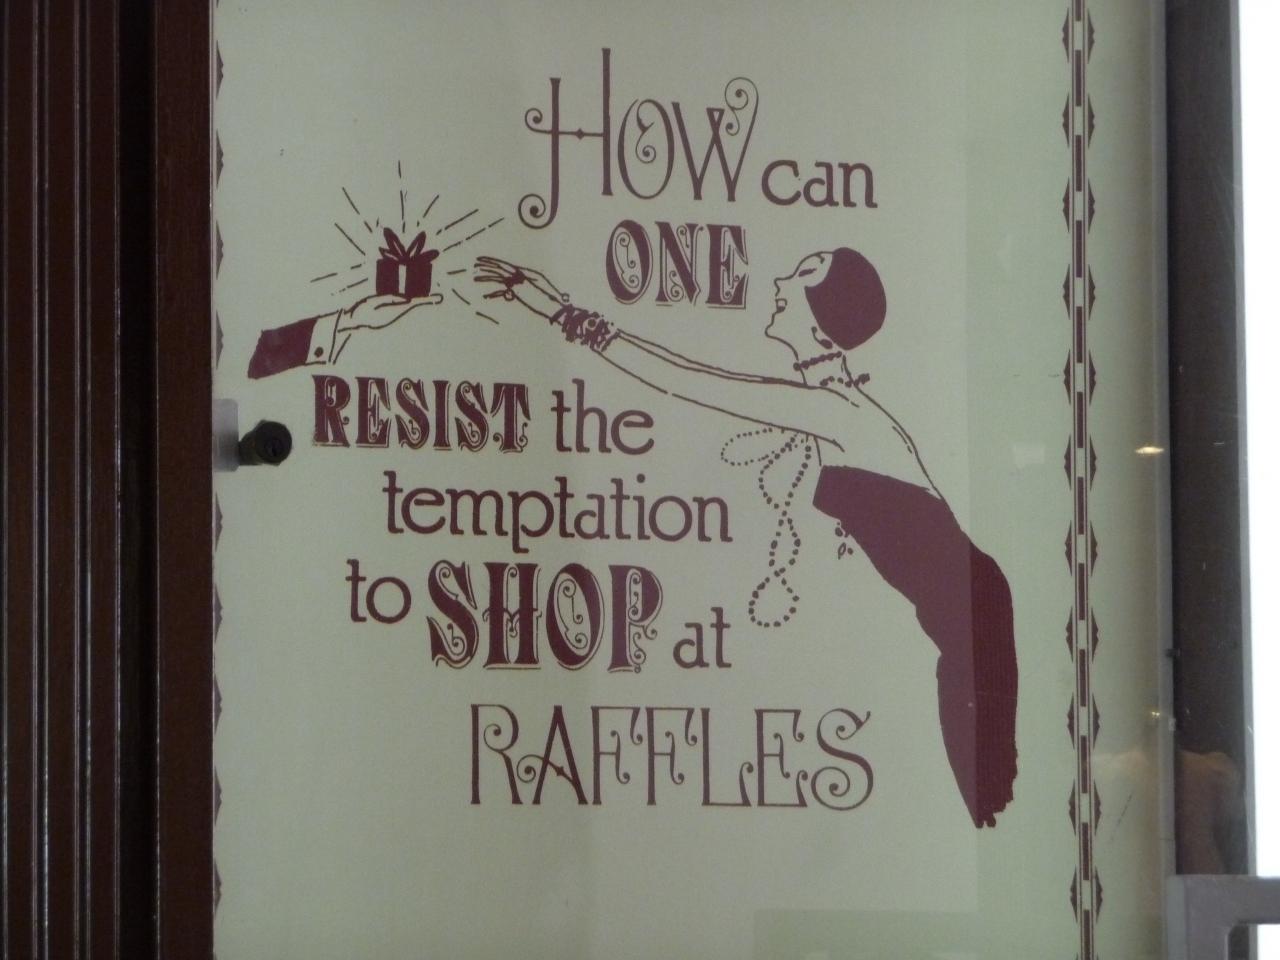 HOW can
ONE
RESIST the
temptation
to SHOP at
RAFFLES